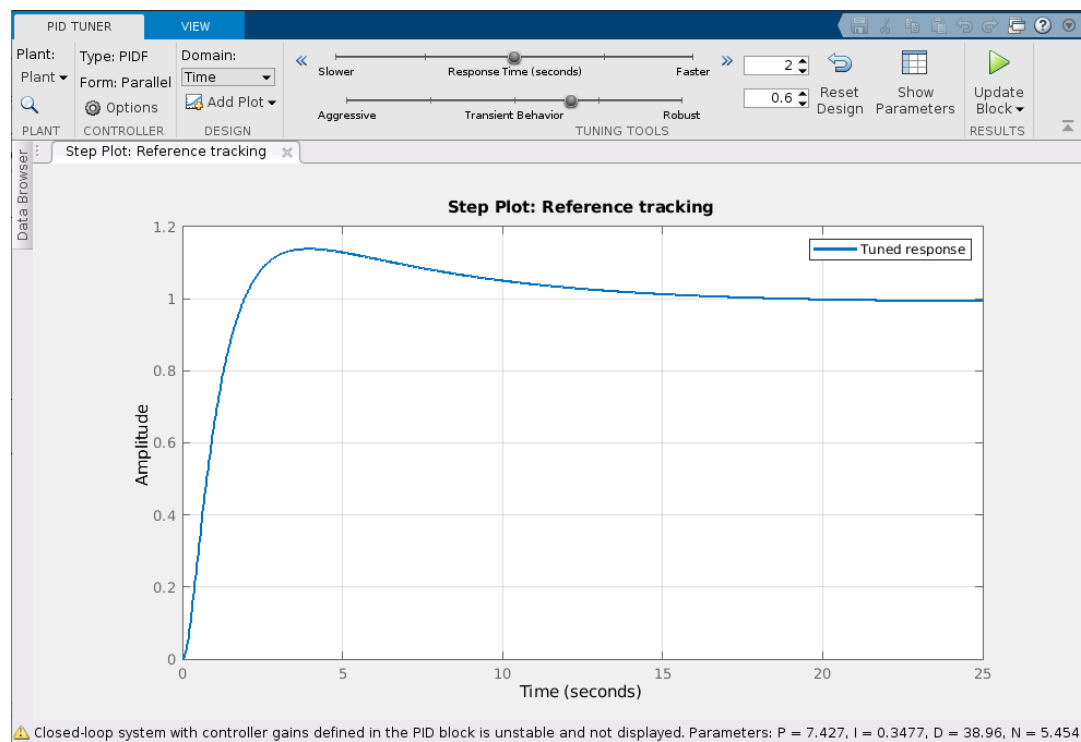 PID TUNER VIEW
Plant: Type: PIDF Domain:
Plant Form: Parallel Time
Options Add Plot
PLANT CONTROLLER DESIGN
Slower Response Time (seconds) Faster 2
Aggressive Transient Behavior Robust 0.6
TUNING TOOLS
Reset Design
Show Parameters
Update Block
RESULTS
Data Browser
Step Plot: Reference tracking
Step Plot: Reference tracking
Tuned response
Amplitude
1.2
1
0.8
0.6
0.4
0.2
0
0 5 10 15 20 25
Time (seconds)
Closed-loop system with controller gains defined in the PID block is unstable and not displayed. Parameters: P = 7.427, I = 0.3477, D = 38.96, N = 5.454